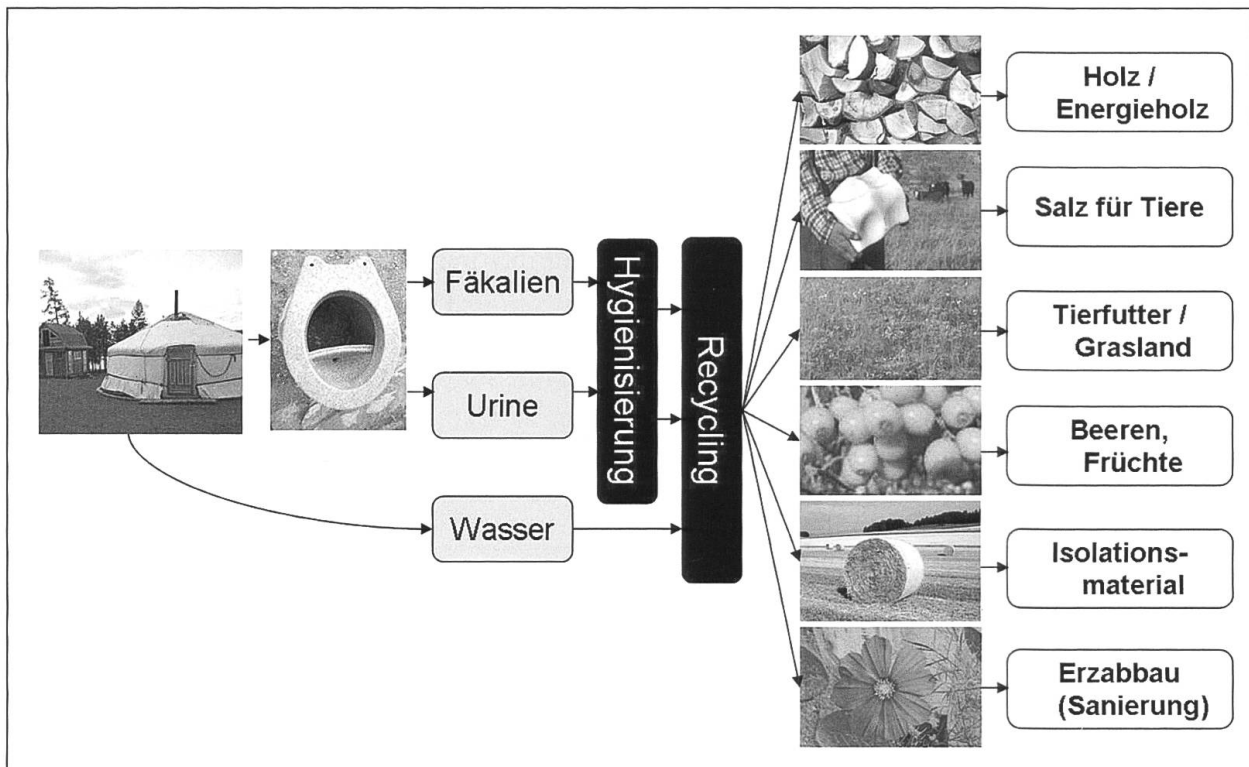 Fäkalien
Urine
Wasser
Hygienisierung
Recycling
Holz /
Energieholz
Salz für Tiere
Tierfutter /
Grasland
Beeren,
Früchte
Isolations-
material
Erzabbau
(Sanierung)